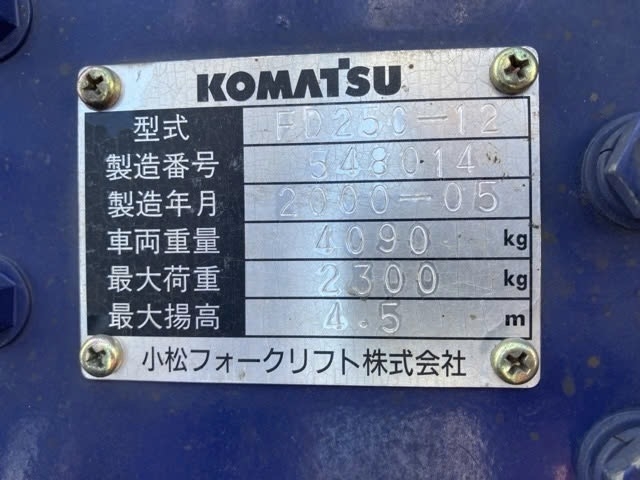 KOMATSU
型式 FD25C-12
製造番号 548014
製造年月 2000-05
車両重量 4090 kg
最大荷重 2300 kg
最大揚高 4.5 m
小松フォークリフト株式会社